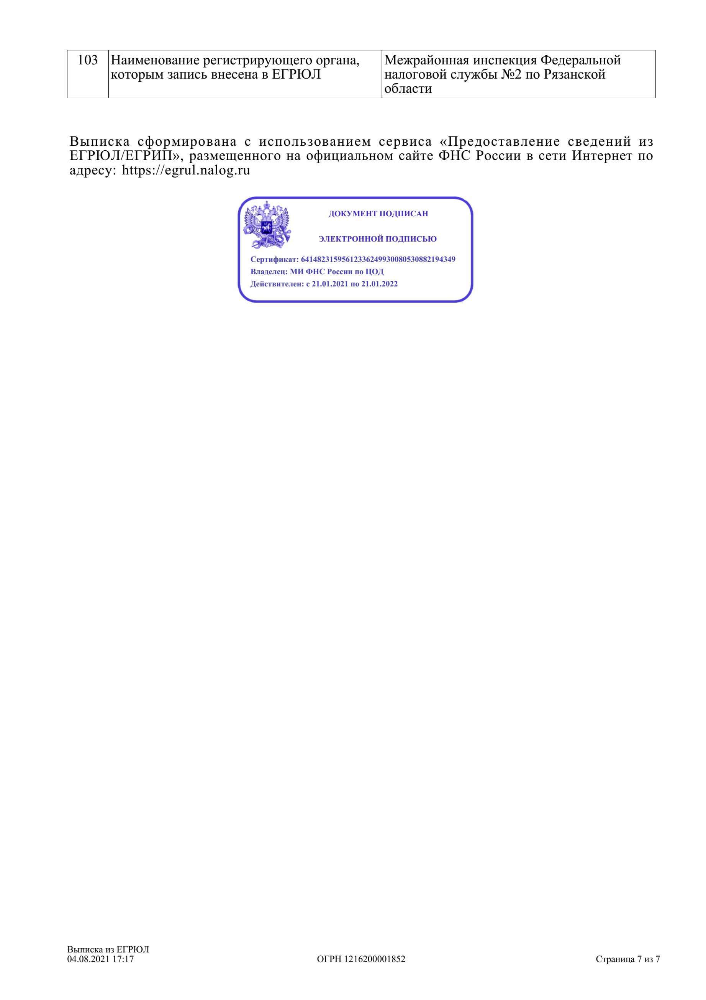 103
Наименование регистрирующего органа,
которым запись внесена в ЕГРЮЛ
Межрайонная инспекция Федеральной
налоговой службы №2 по Рязанской
области
Выписка сформирована с использованием сервиса «Предоставление сведений из
ЕГРЮЛ/ЕГРИП», размещенного на официальном сайте ФНС России в сети Интернет по
адресу: https://egrul.nalog.ru
ДОКУМЕНТ ПОДПИСАН
ЭЛЕКТРОННОЙ ПОДПИСЬЮ
Сертификат: 64148231595612336249930080530882194349
Владелец: МИ ФНС России по ЦОД
Действителен: с 21.01.2021 по 21.01.2022
Выписка из ЕГРЮЛ
04.08.2021 17:17
ОГРН 1216200001852
Страница 7 из 7